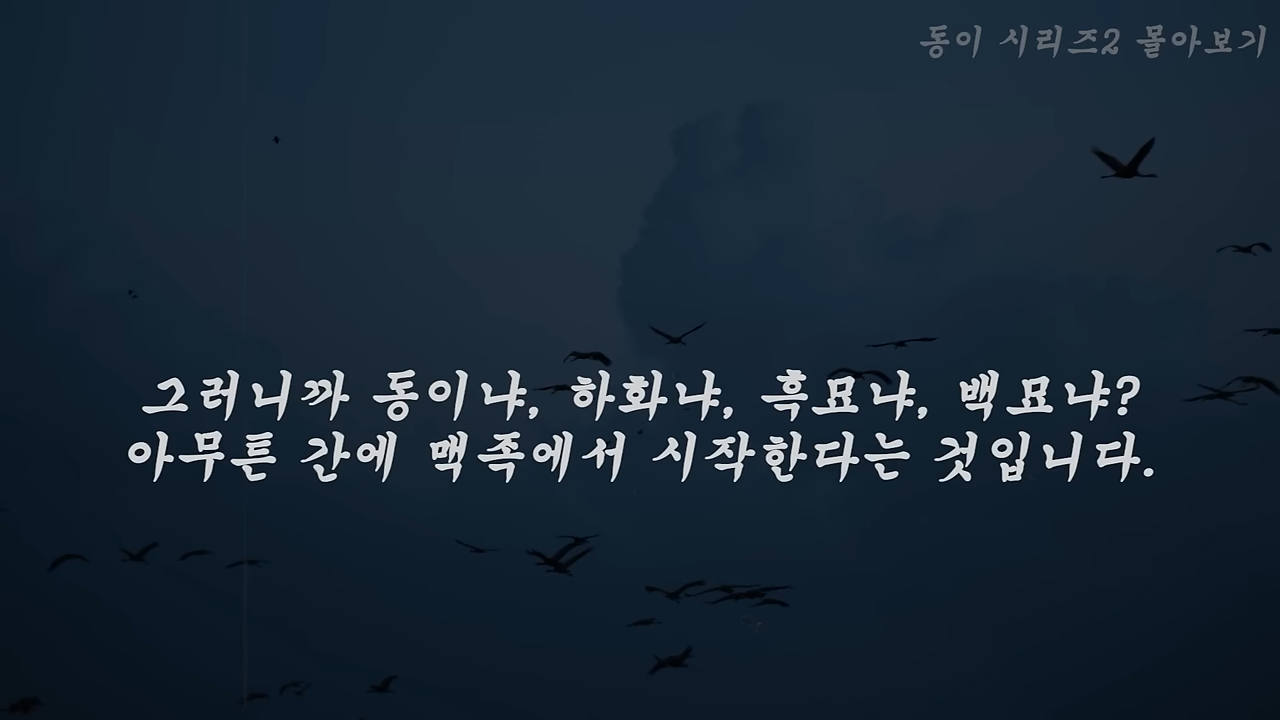 동이 시리즈2 몰아보기
그러니까 동이냐, 하화냐, 흑묘냐, 백묘냐?
아무튼 간에 맥족에서 시작한다는 것입니다.